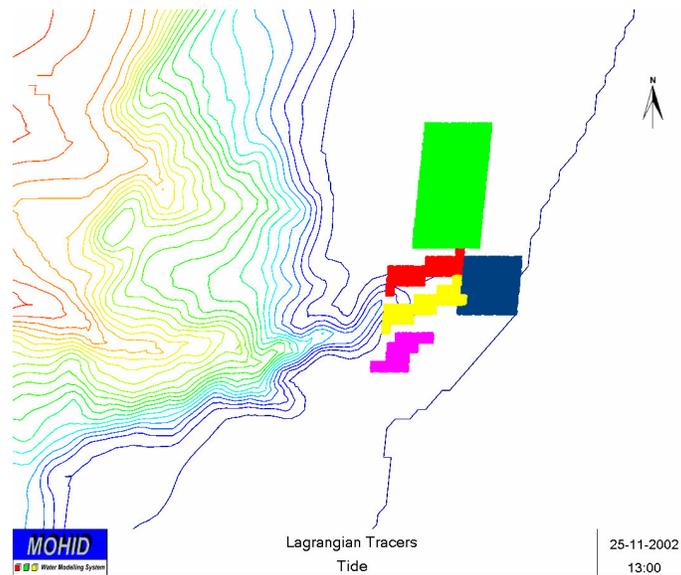 N
MOHID
Water Modelling System
Lagrangian Tracers
Tide
25-11-2002
13:00